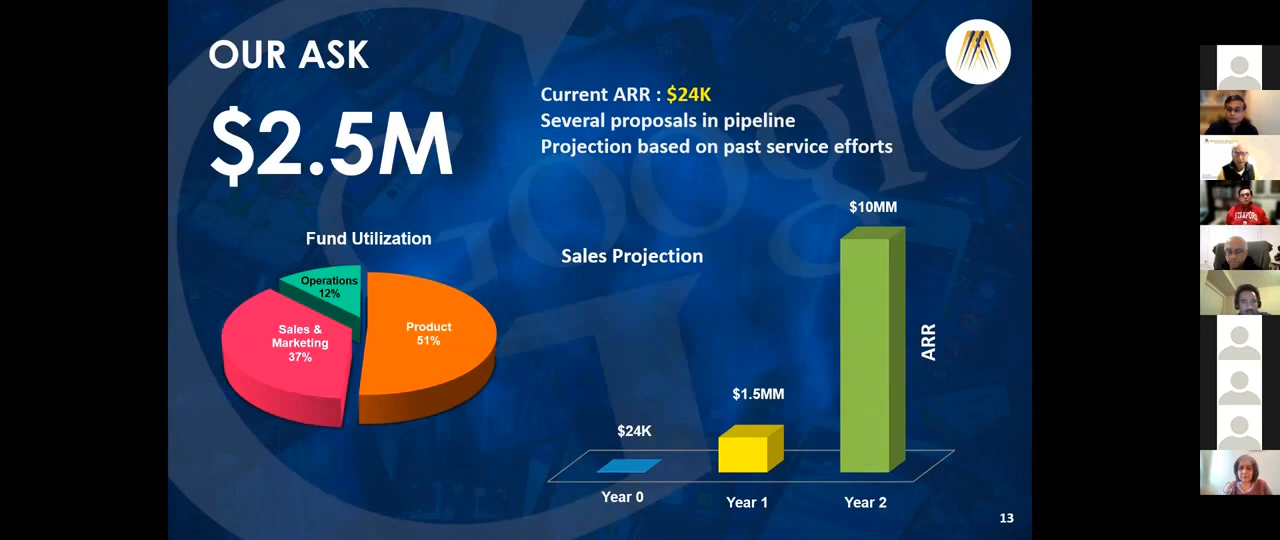 OUR ASK
$2.5M
Current ARR : $24K
Several proposals in pipeline
Projection based on past service efforts
Fund Utilization
Operations
12%
Sales &
Marketing
37%
Product
51%
Sales Projection
$10MM
ARR
$1.5MM
$24K
Year 0
Year 1
Year 2
13
Google